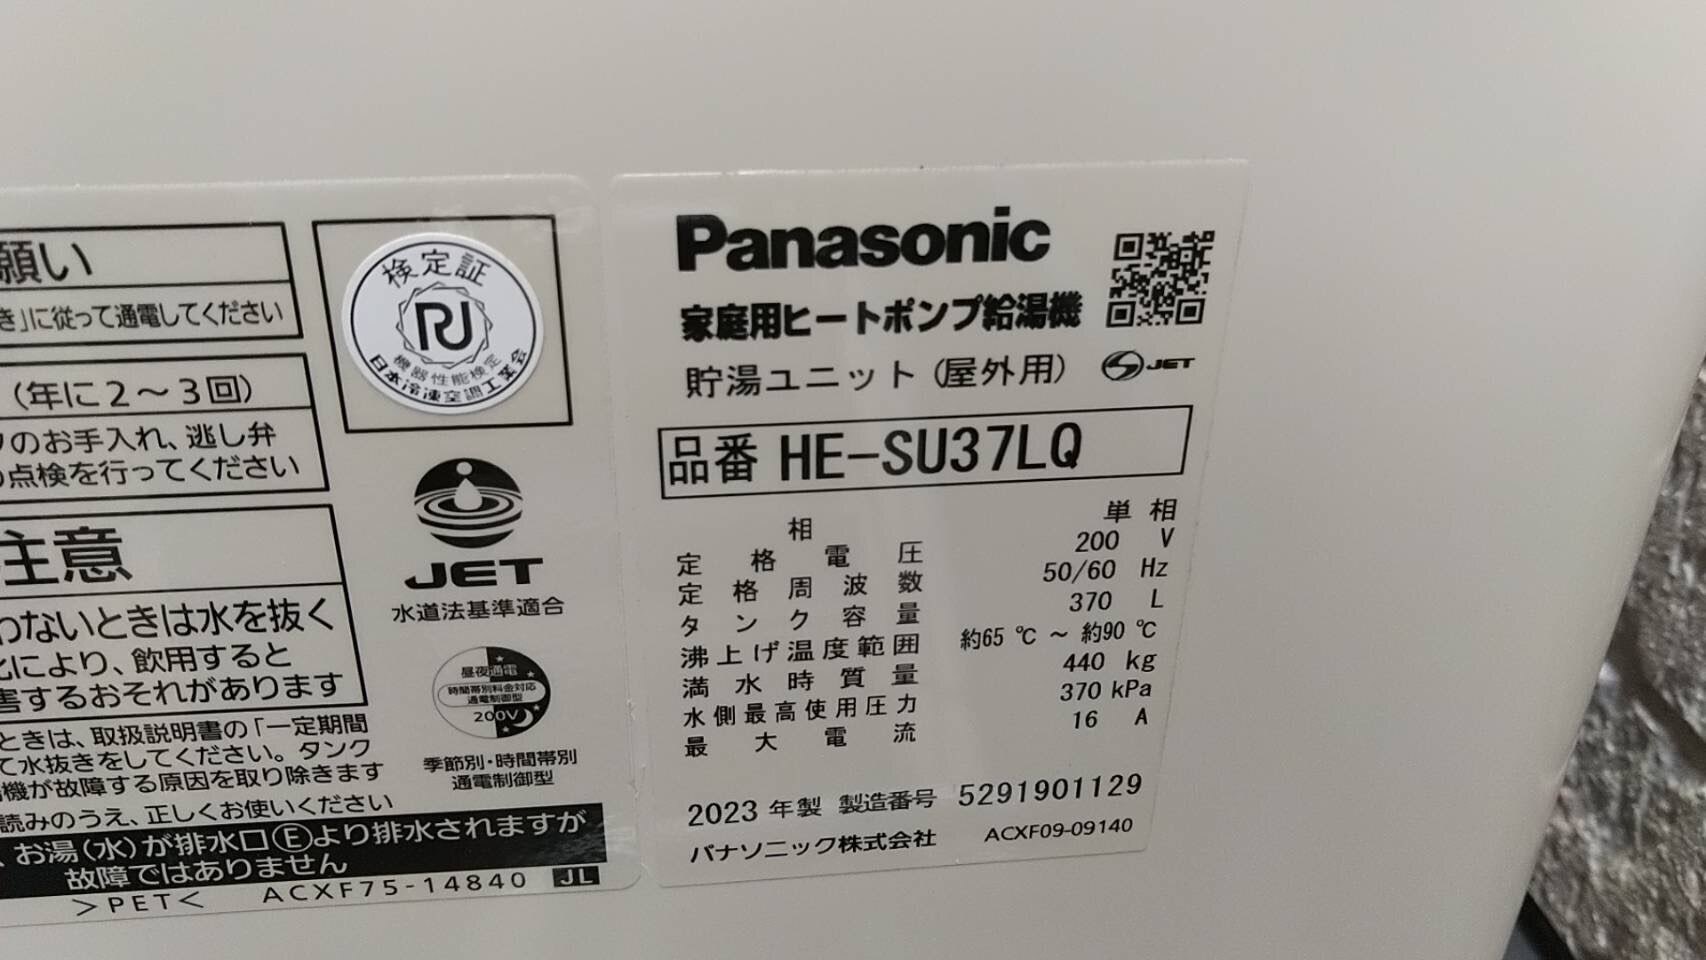 願い
き」に従って通電してください
(年に2～3回)
のお手入れ、逃し弁
点検を行ってください
注意
わないときは水を抜く
により、飲用すると
害するおそれがあります
ときは、取扱説明書の「一定期間
て水抜きをしてください。タンク
機が故障する原因を取り除きます
読みのうえ、正しくお使いください
お湯(水)が排水口Ⓔより排水されますが
故障ではありません
>PET< ACXF75-14840 JL
検定証
機器性能検定
日本冷凍空調工業会
JET
水道法基準適合
昼夜通電
時間帯別料金対応
通電制御型
200V
季節別・時間帯別
通電制御型
Panasonic
家庭用ヒートポンプ給湯機
貯湯ユニット(屋外用) JET
品番 HE-SU37LQ
相 単相
定格電圧 200 V
定格周波数 50/60 Hz
タンク容量 370 L
沸上げ温度範囲 約65 ℃ ～ 約90 ℃
満水時質量 440 kg
水側最高使用圧力 370 kPa
最大電流 16 A
2023 年製 製造番号 5291901129
パナソニック株式会社 ACXF09-09140